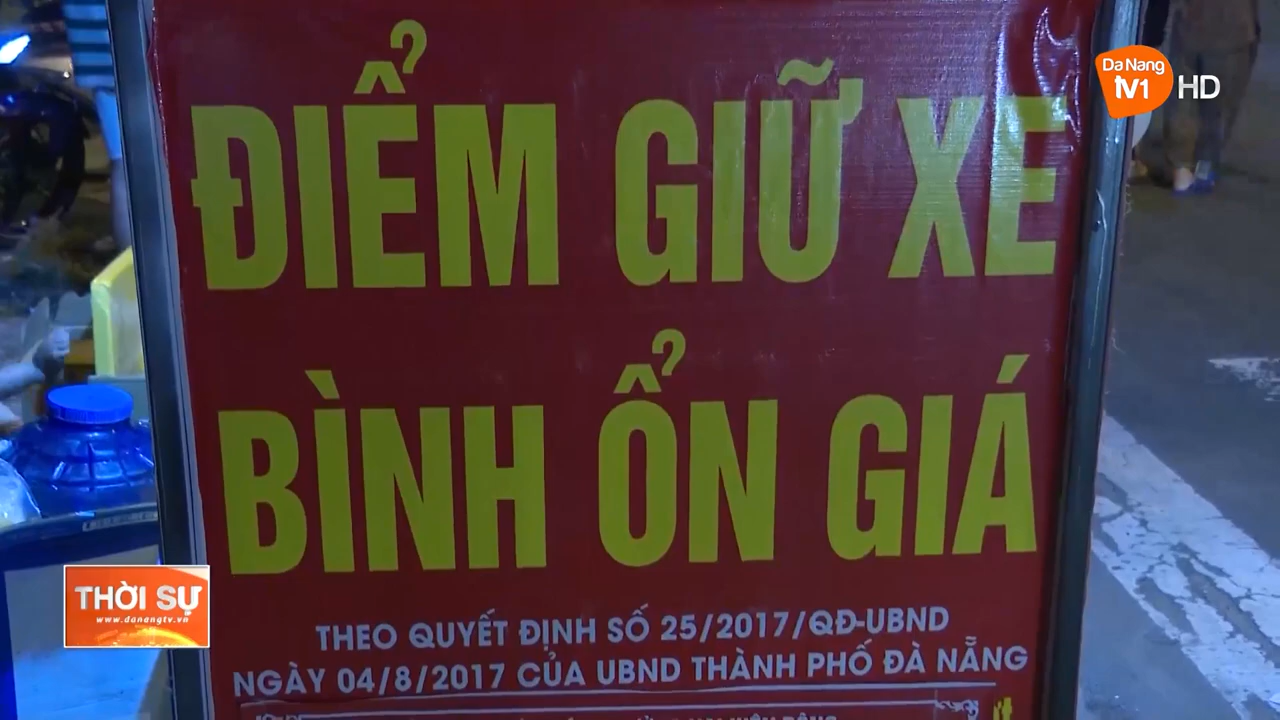 Da Nang
TV1 HD
ĐIỂM GIỮ XE
BÌNH ỔN GIÁ
THEO QUYẾT ĐỊNH SỐ 25/2017/QĐ-UBND
NGÀY 04/8/2017 CỦA UBND THÀNH PHỐ ĐÀ NẴNG
THỜI SỰ
www.danangtv.vn